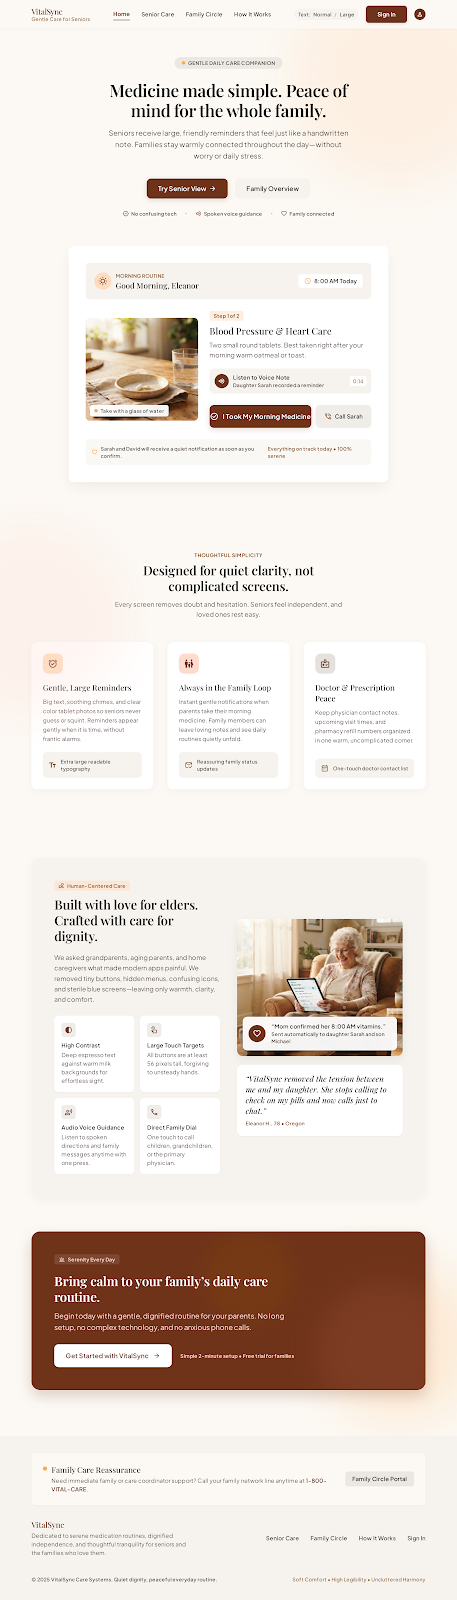 VitalSync
Gentle Care for Seniors
Home
Senior Care
Family Circle
How It Works
Text: Normal / Large
Sign In
GENTLE DAILY CARE COMPANION
Medicine made simple. Peace of
mind for the whole family.
Seniors receive large, friendly reminders that feel just like a handwritten
note. Families stay warmly connected throughout the day—without
worry or daily stress.
Try Senior View →
Family Overview
No confusing tech • Spoken voice guidance • Family connected
MORNING ROUTINE
Good Morning, Eleanor
8:00 AM Today
Take with a glass of water
Step 1 of 2
Blood Pressure & Heart Care
Two small round tablets. Best taken right after your
morning warm oatmeal or toast.
Listen to Voice Note
Daughter Sarah recorded a reminder
0:14
I Took My Morning Medicine
Call Sarah
Sarah and David will receive a quiet notification as soon as you
confirm.
Everything on track today • 100%
serene
THOUGHTFUL SIMPLICITY
Designed for quiet clarity, not
complicated screens.
Every screen removes doubt and hesitation. Seniors feel independent, and
loved ones rest easy.
Gentle, Large Reminders
Big text, soothing chimes, and clear
color tablet photos so seniors never
guess or squint. Reminders appear
gently when it is time, without
frantic alarms.
Extra large readable
typography
Always in the Family Loop
Instant gentle notifications when
parents take their morning
medicine. Family members can
leave loving notes and see daily
routines quietly unfold.
Reassuring family status
updates
Doctor & Prescription
Peace
Keep physician contact notes,
upcoming visit times, and
pharmacy refill numbers organized
in one warm, uncomplicated corner.
One-touch doctor contact list
Human-Centered Care
Built with love for elders.
Crafted with care for
dignity.
We asked grandparents, aging parents, and home
caregivers what made modern apps painful. We
removed tiny buttons, hidden menus, confusing icons,
and sterile blue screens—leaving only warmth, clarity,
and comfort.
High Contrast
Deep espresso text
against warm milk
backgrounds for
effortless sight.
Large Touch Targets
All buttons are at least
56 pixels tall, forgiving
to unsteady hands.
Audio Voice Guidance
Listen to spoken
directions and family
messages anytime with
one press.
Direct Family Dial
One touch to call
children, grandchildren,
or the primary
physician.
"Mom confirmed her 8:00 AM vitamins."
Sent automatically to daughter Sarah and son
Michael
"VitalSync removed the tension between
me and my daughter. She stops calling to
check on my pills and now calls just to
chat."
Eleanor H., 78 • Oregon
Serenity Every Day
Bring calm to your family's daily care
routine.
Begin today with a gentle, dignified routine for your parents. No long
setup, no complex technology, and no anxious phone calls.
Get Started with VitalSync →
Simple 2-minute setup • Free trial for families
Family Care Reassurance
Need immediate family or care coordinator support? Call your family network line anytime at 1-800-
VITAL-CARE.
Family Circle Portal
VitalSync
Dedicated to serene medication routines, dignified
independence, and thoughtful tranquility for seniors and
the families who love them.
Senior Care
Family Circle
How It Works
Sign In
© 2025 VitalSync Care Systems. Quiet dignity, peaceful everyday routine.
Soft Comfort • High Legibility • Uncluttered Harmony